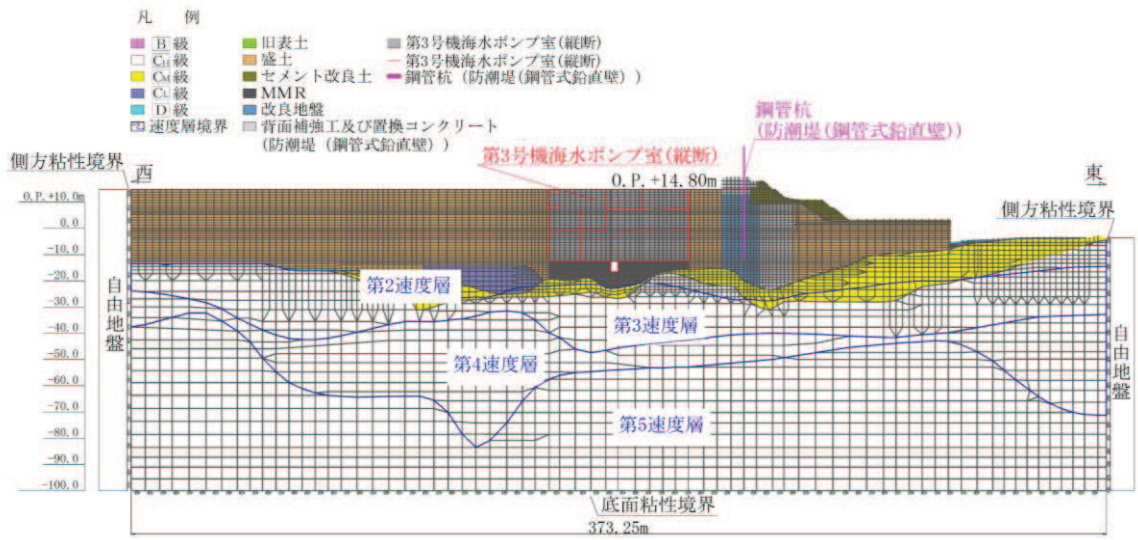 凡 例
B 級
CH 級
CM 級
CL 級
D 級
速度層境界
旧表土
盛土
セメント改良土
MMR
改良地盤
背面補強工及び置換コンクリート
(防潮堤(鋼管式鉛直壁))
第3号機海水ポンプ室(縦断)
第3号機海水ポンプ室(縦断)
鋼管杭(防潮堤(鋼管式鉛直壁))
鋼管杭
(防潮堤(鋼管式鉛直壁))
第3号機海水ポンプ室(縦断)
O.P.+14.80m
側方粘性境界
西
東
側方粘性境界
O.P.+10.0m
0.0
-10.0
-20.0
-30.0
-40.0
-50.0
-60.0
-70.0
-80.0
-90.0
-100.0
自由地盤
第2速度層
第3速度層
第4速度層
第5速度層
自由地盤
底面粘性境界
373.25m